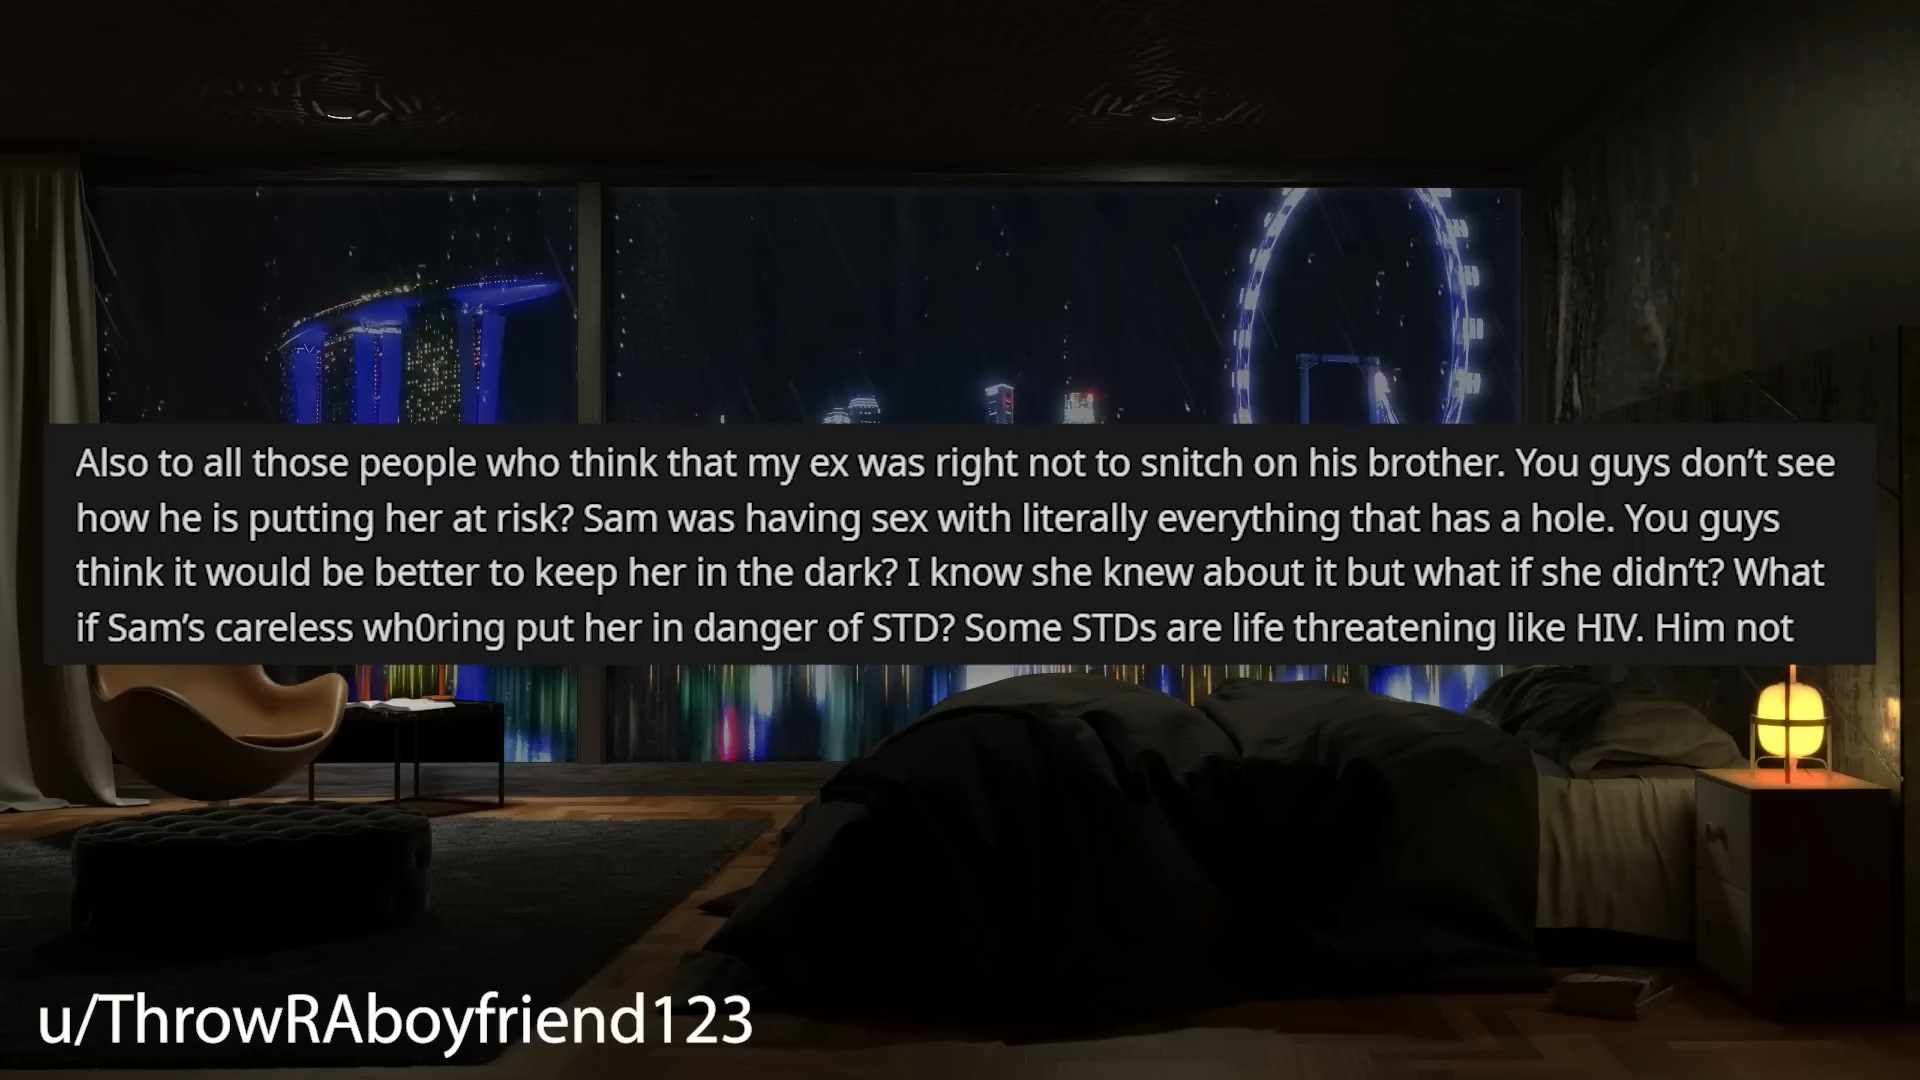 Also to all those people who think that my ex was right not to snitch on his brother. You guys don’t see
how he is putting her at risk? Sam was having sex with literally everything that has a hole. You guys
think it would be better to keep her in the dark? I know she knew about it but what if she didn’t? What
if Sam’s careless wh0ring put her in danger of STD? Some STDs are life threatening like HIV. Him not
u/ThrowRAboyfriend123